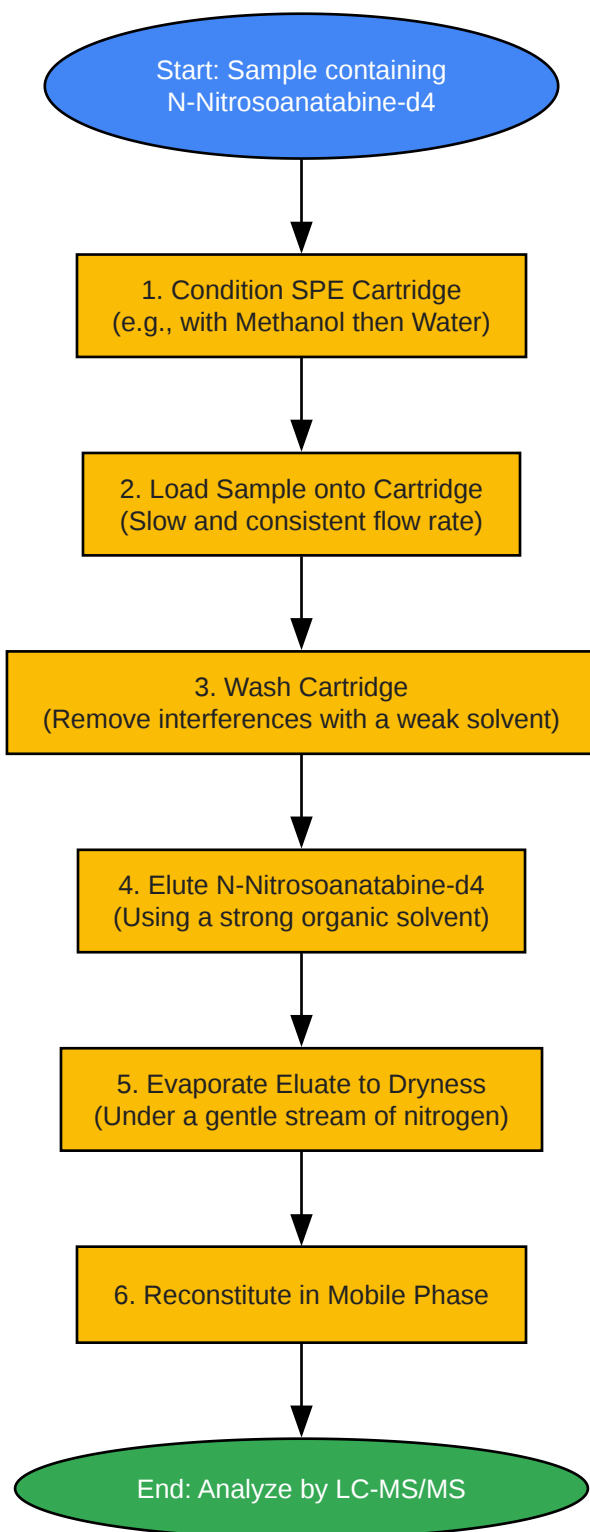 Start: Sample containing
N-Nitrosoanatabine-d4
1. Condition SPE Cartridge
(e.g., with Methanol then Water)
2. Load Sample onto Cartridge
(Slow and consistent flow rate)
3. Wash Cartridge
(Remove interferences with a weak solvent)
4. Elute N-Nitrosoanatabine-d4
(Using a strong organic solvent)
5. Evaporate Eluate to Dryness
(Under a gentle stream of nitrogen)
6. Reconstitute in Mobile Phase
End: Analyze by LC-MS/MS